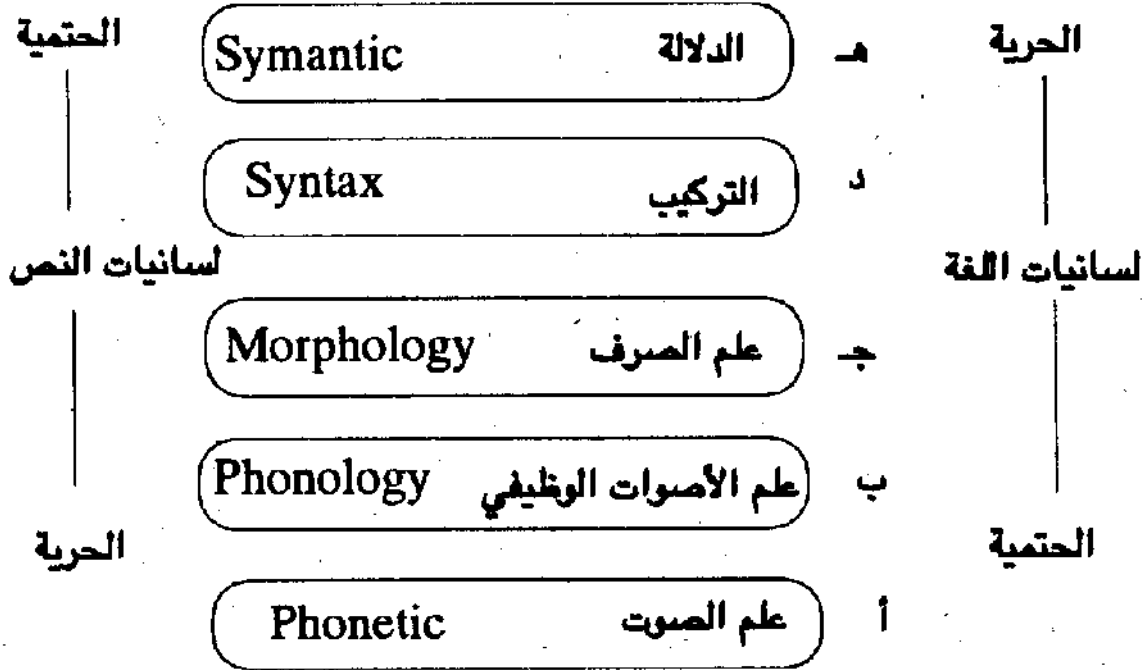 الحرية
هـ الدلالة Symantic
الحتمية
د التركيب Syntax
لسانيات اللغة
لسانيات النص
جـ علم الصرف Morphology
ب علم الأصوات الوظيفي Phonology
الحتمية
الحرية
أ علم الصوت Phonetic